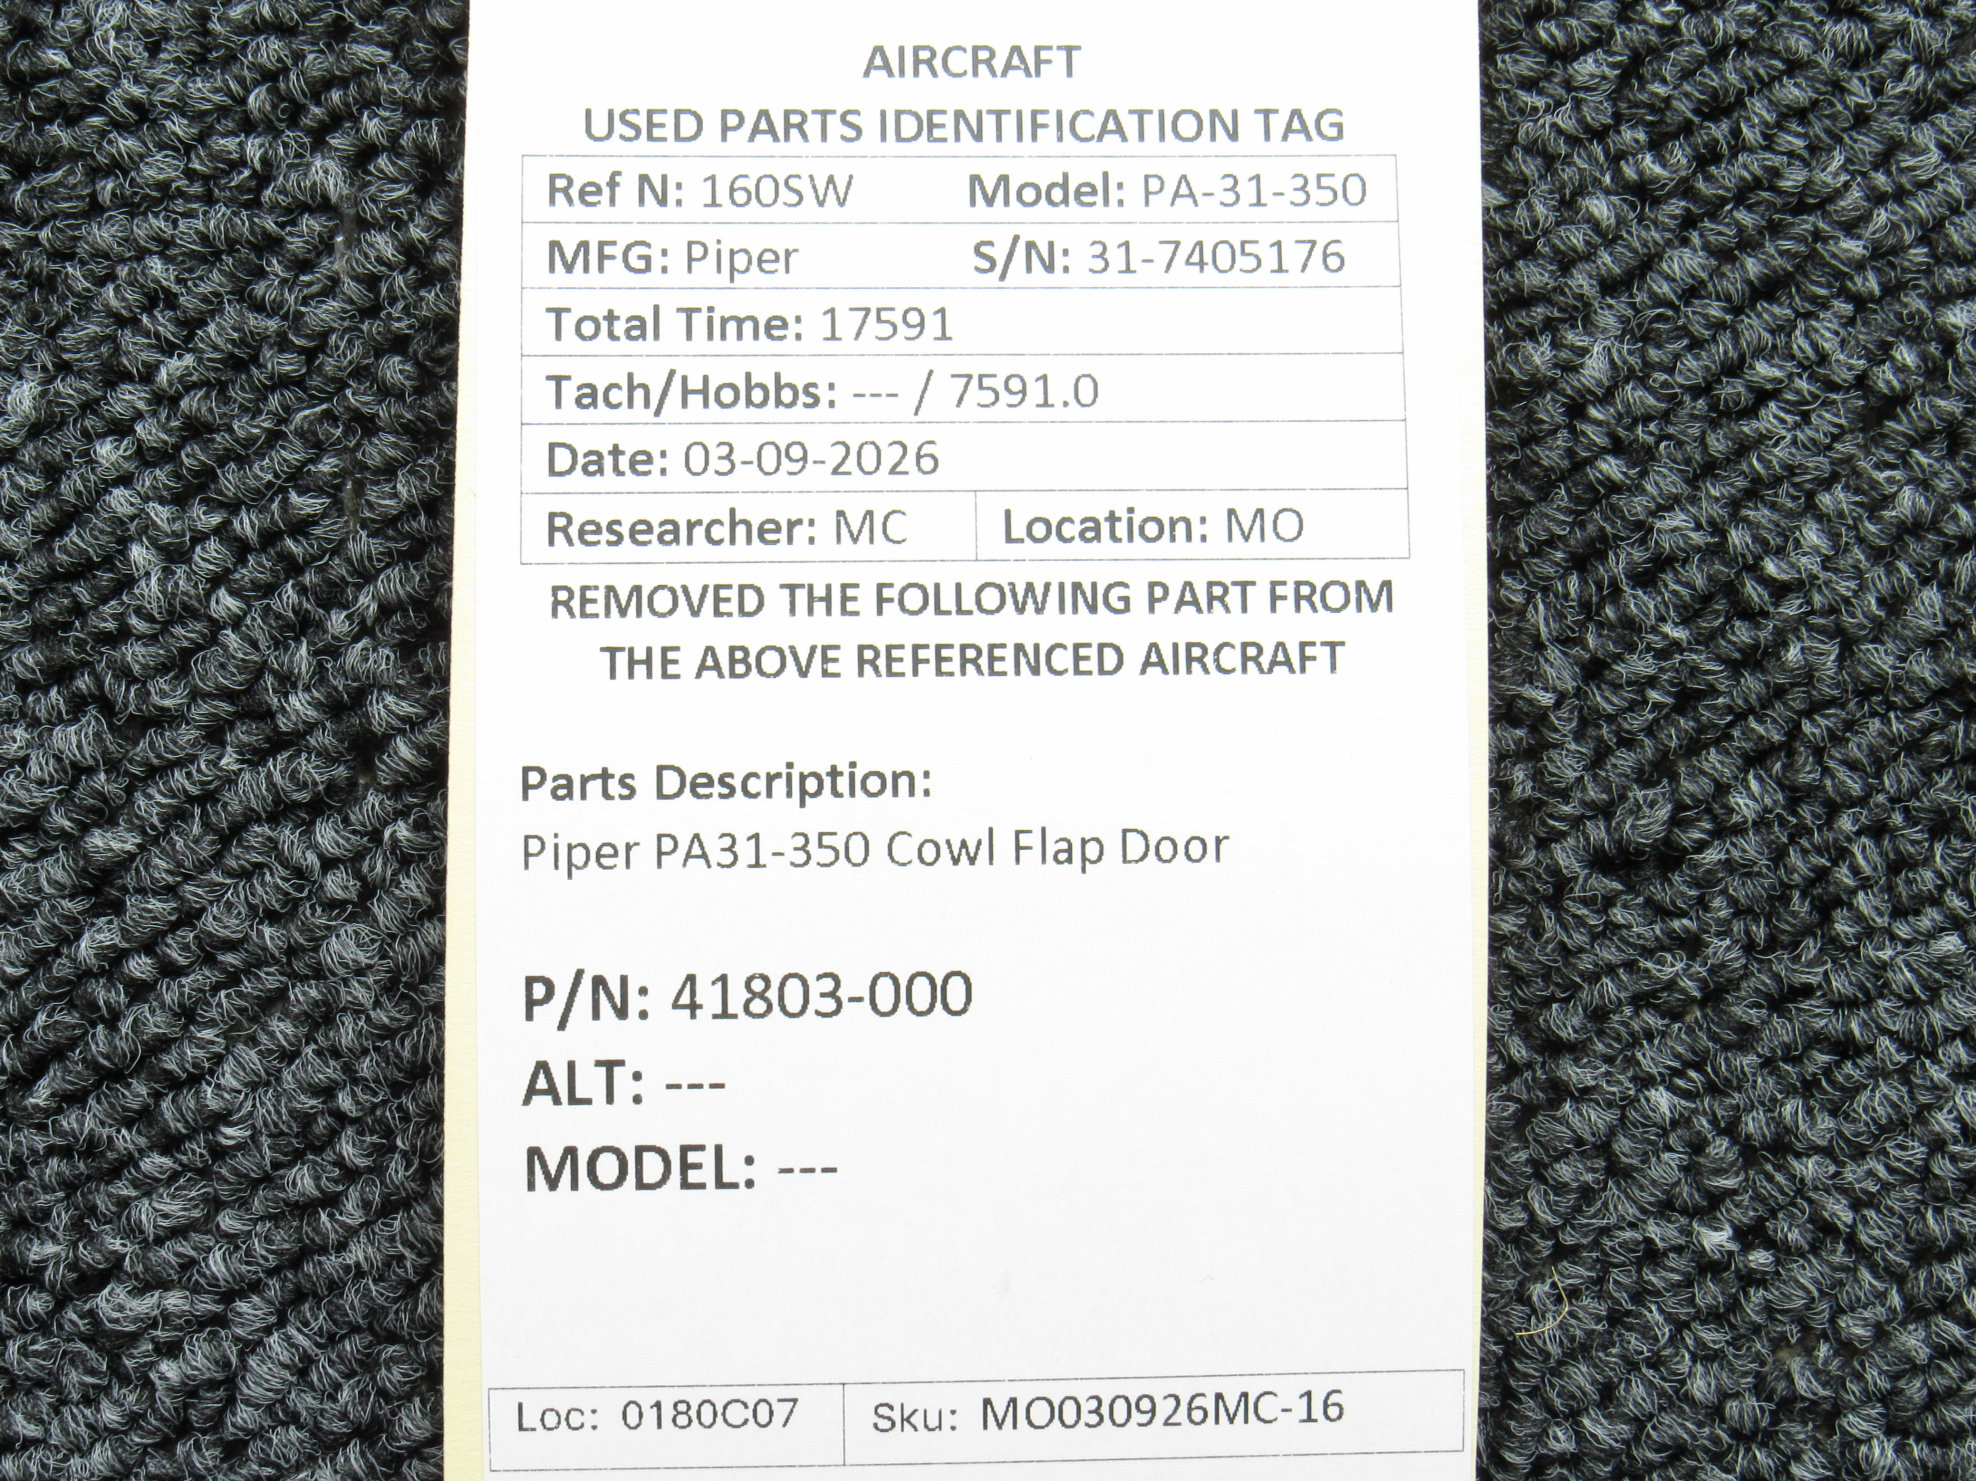 AIRCRAFT
USED PARTS IDENTIFICATION TAG
Ref N: 160SW Model: PA-31-350
MFG: Piper S/N: 31-7405176
Total Time: 17591
Tach/Hobbs: --- / 7591.0
Date: 03-09-2026
Researcher: MC Location: MO
REMOVED THE FOLLOWING PART FROM
THE ABOVE REFERENCED AIRCRAFT
Parts Description:
Piper PA31-350 Cowl Flap Door
P/N: 41803-000
ALT: ---
MODEL: ---
Loc: 0180C07 Sku: MO030926MC-16